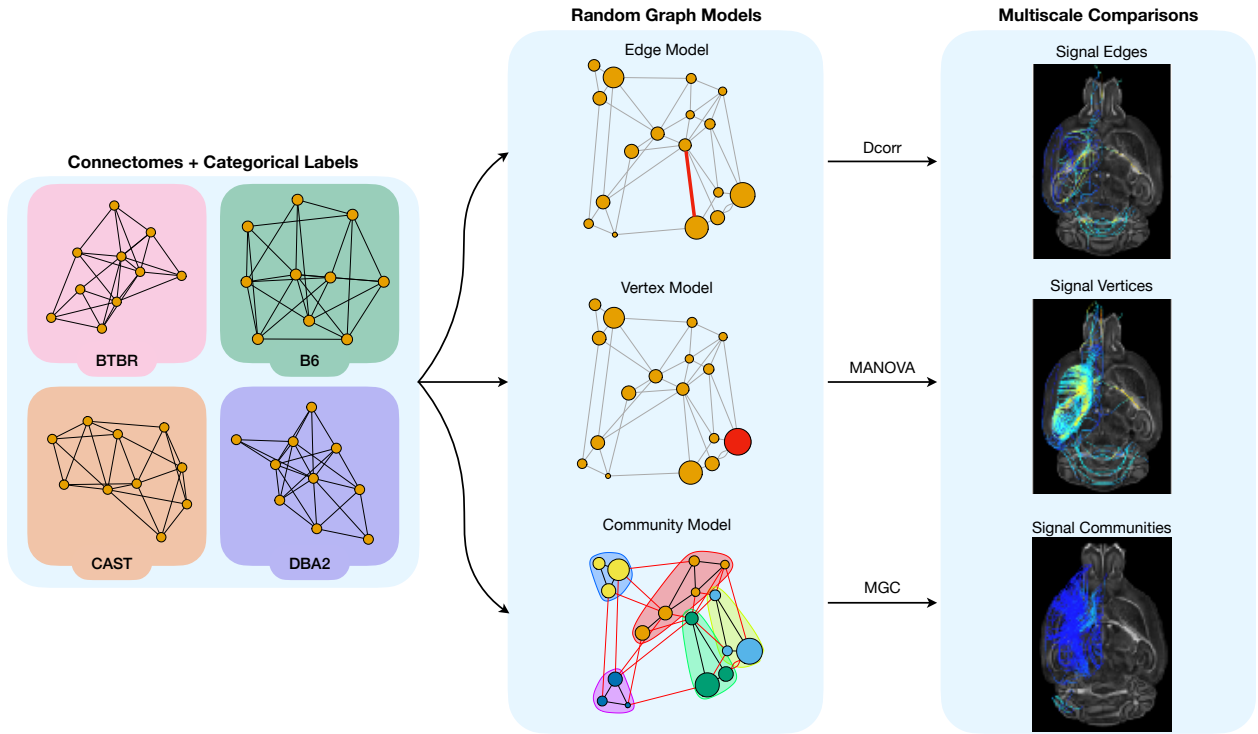 Connectomes + Categorical Labels
BTBR
B6
CAST
DBA2
Random Graph Models
Edge Model
Vertex Model
Community Model
Dcorr
MANOVA
MGC
Multiscale Comparisons
Signal Edges
Signal Vertices
Signal Communities